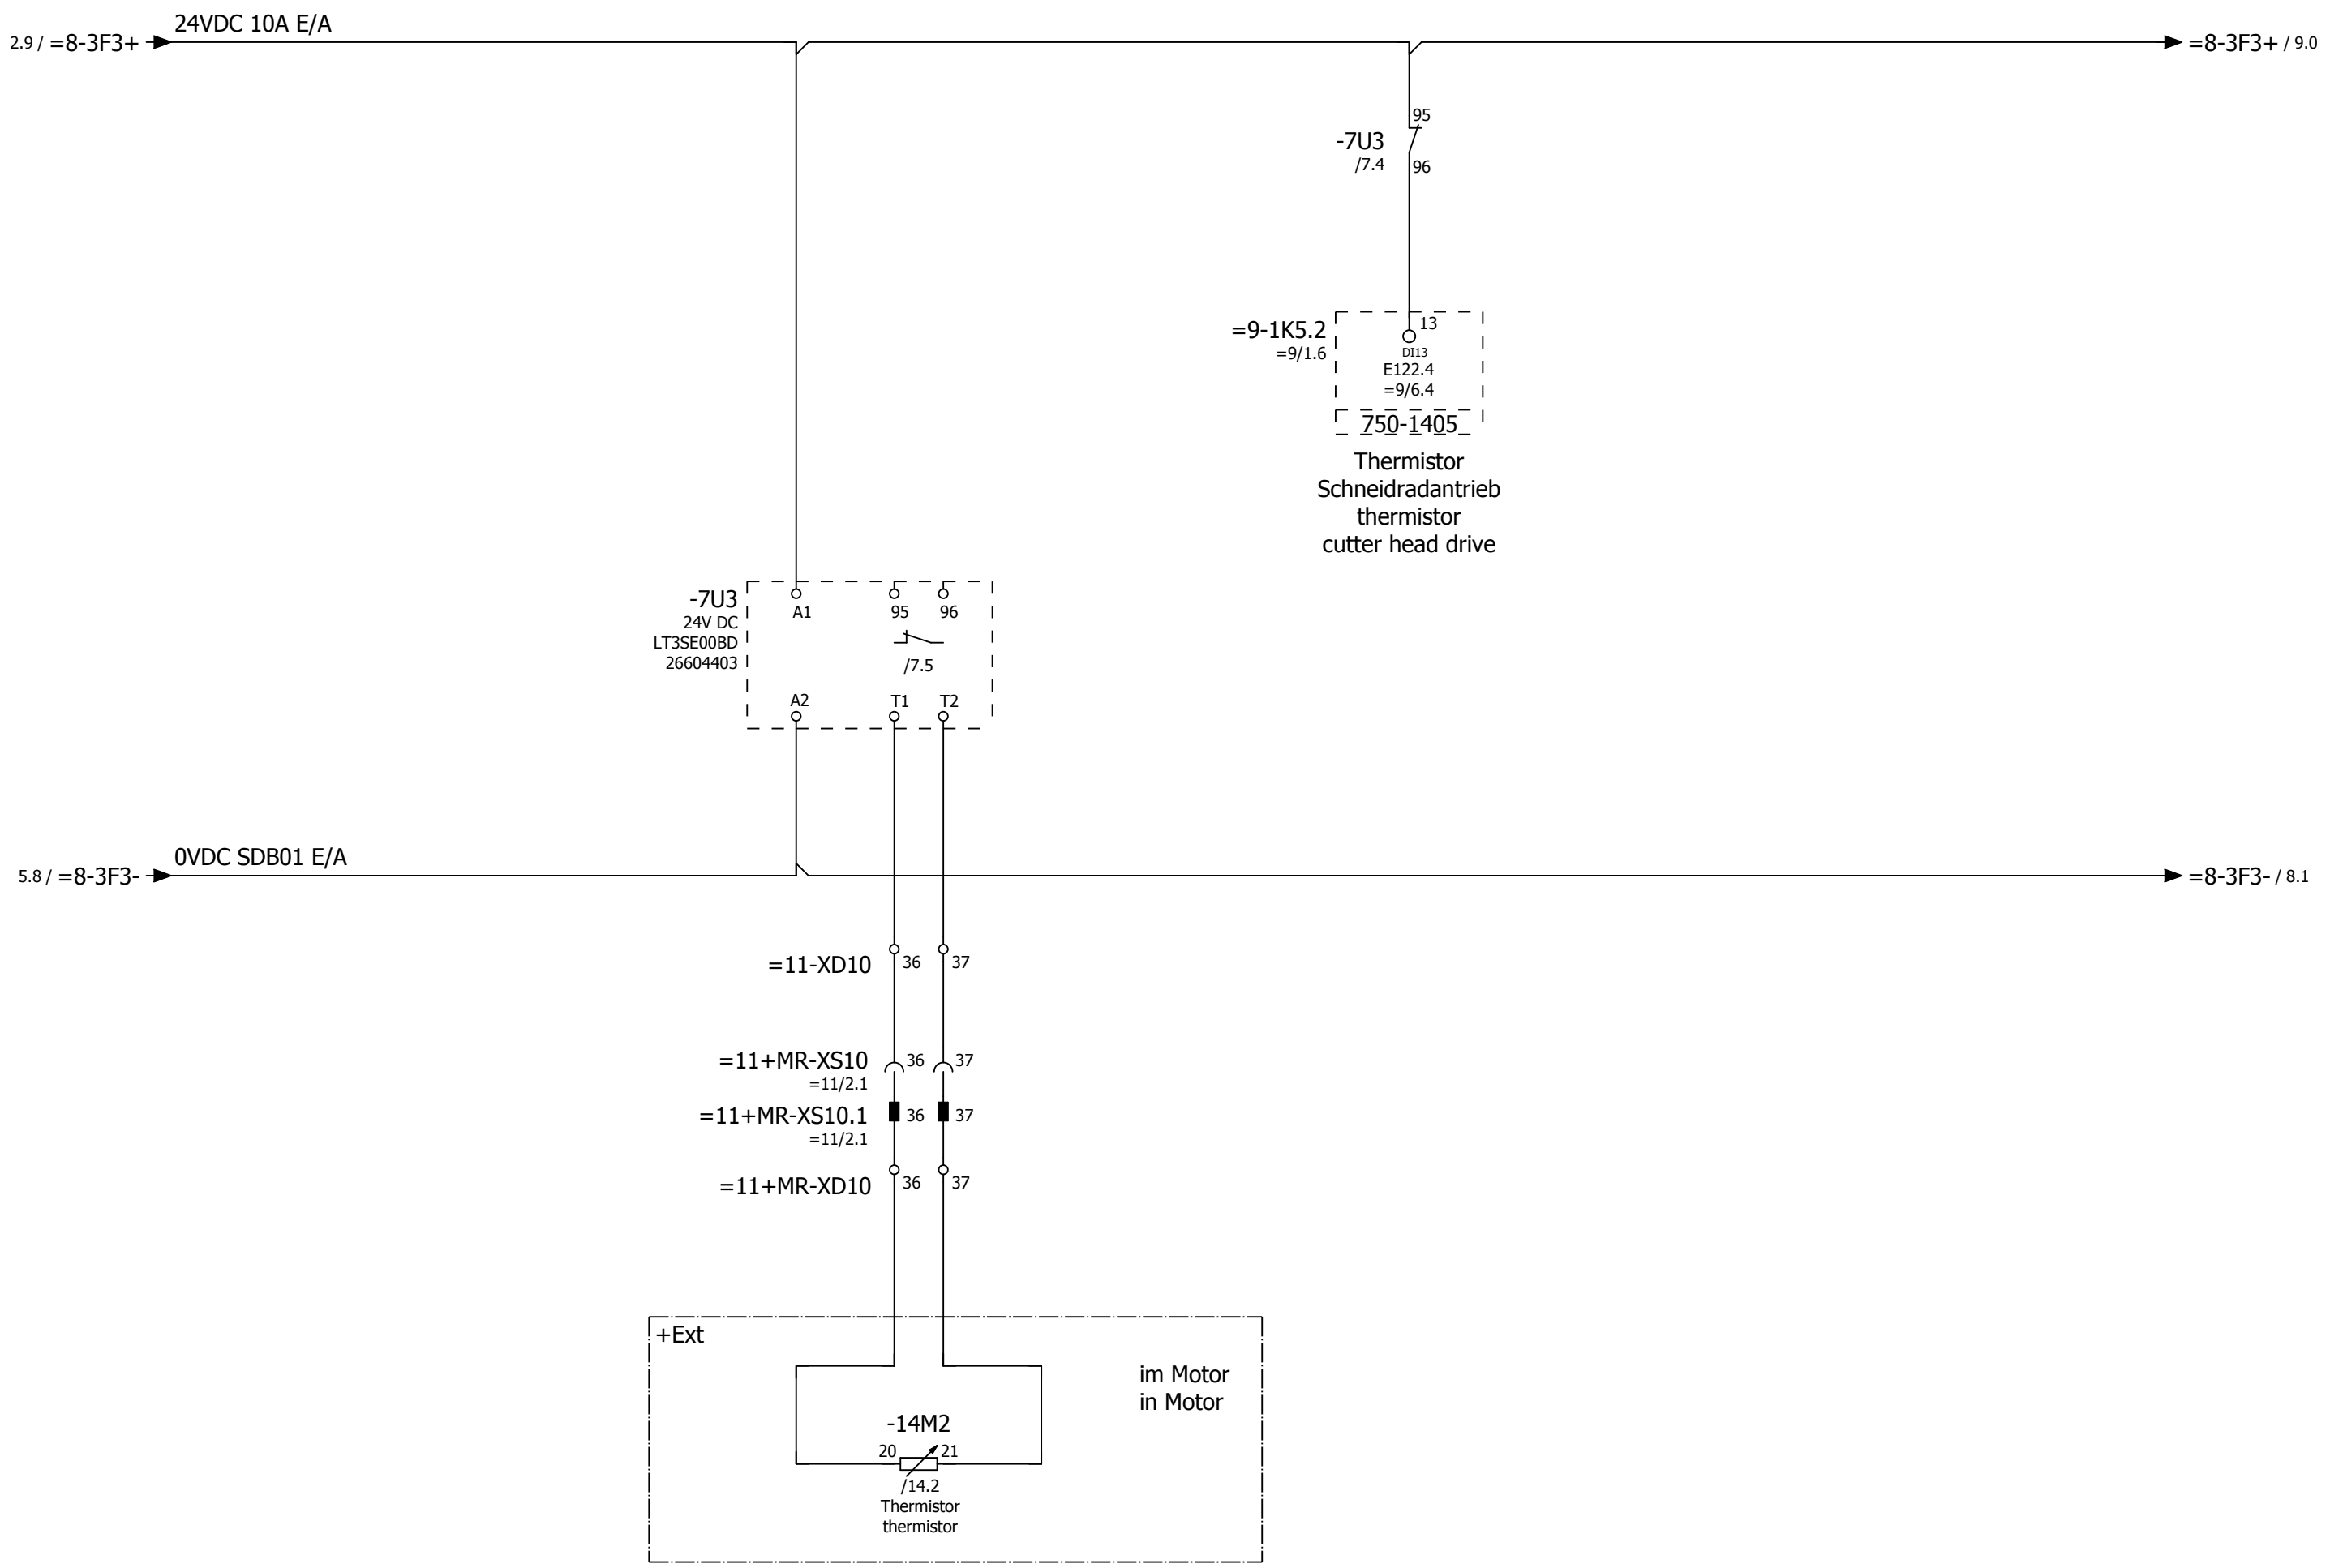 24VDC 10A E/A
2.9 / =8-3F3+
=8-3F3+ / 9.0
95
-7U3
/7.4
96
=9-1K5.2
=9/1.6
13
DI13
E122.4
=9/6.4
750-1405
Thermistor
Schneidradantrieb
thermistor
cutter head drive
-7U3
24V DC
LT3SE00BD
26604403
A1
95
96
/7.5
A2
T1
T2
0VDC SDB01 E/A
5.8 / =8-3F3-
=8-3F3- / 8.1
=11-XD10
36
37
=11+MR-XS10
=11/2.1
36
37
=11+MR-XS10.1
=11/2.1
36
37
=11+MR-XD10
36
37
+Ext
im Motor
in Motor
-14M2
20
21
/14.2
Thermistor
thermistor